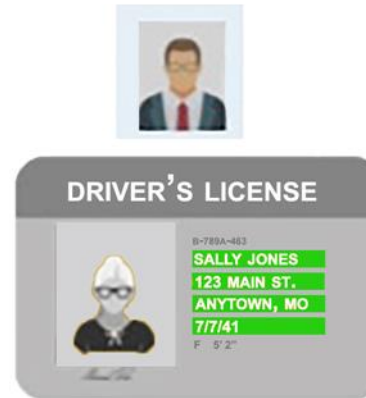 DRIVER'S LICENSE
B-789A-463
SALLY JONES
123 MAIN ST.
ANYTOWN, MO
7/7/41
F 5' 2"